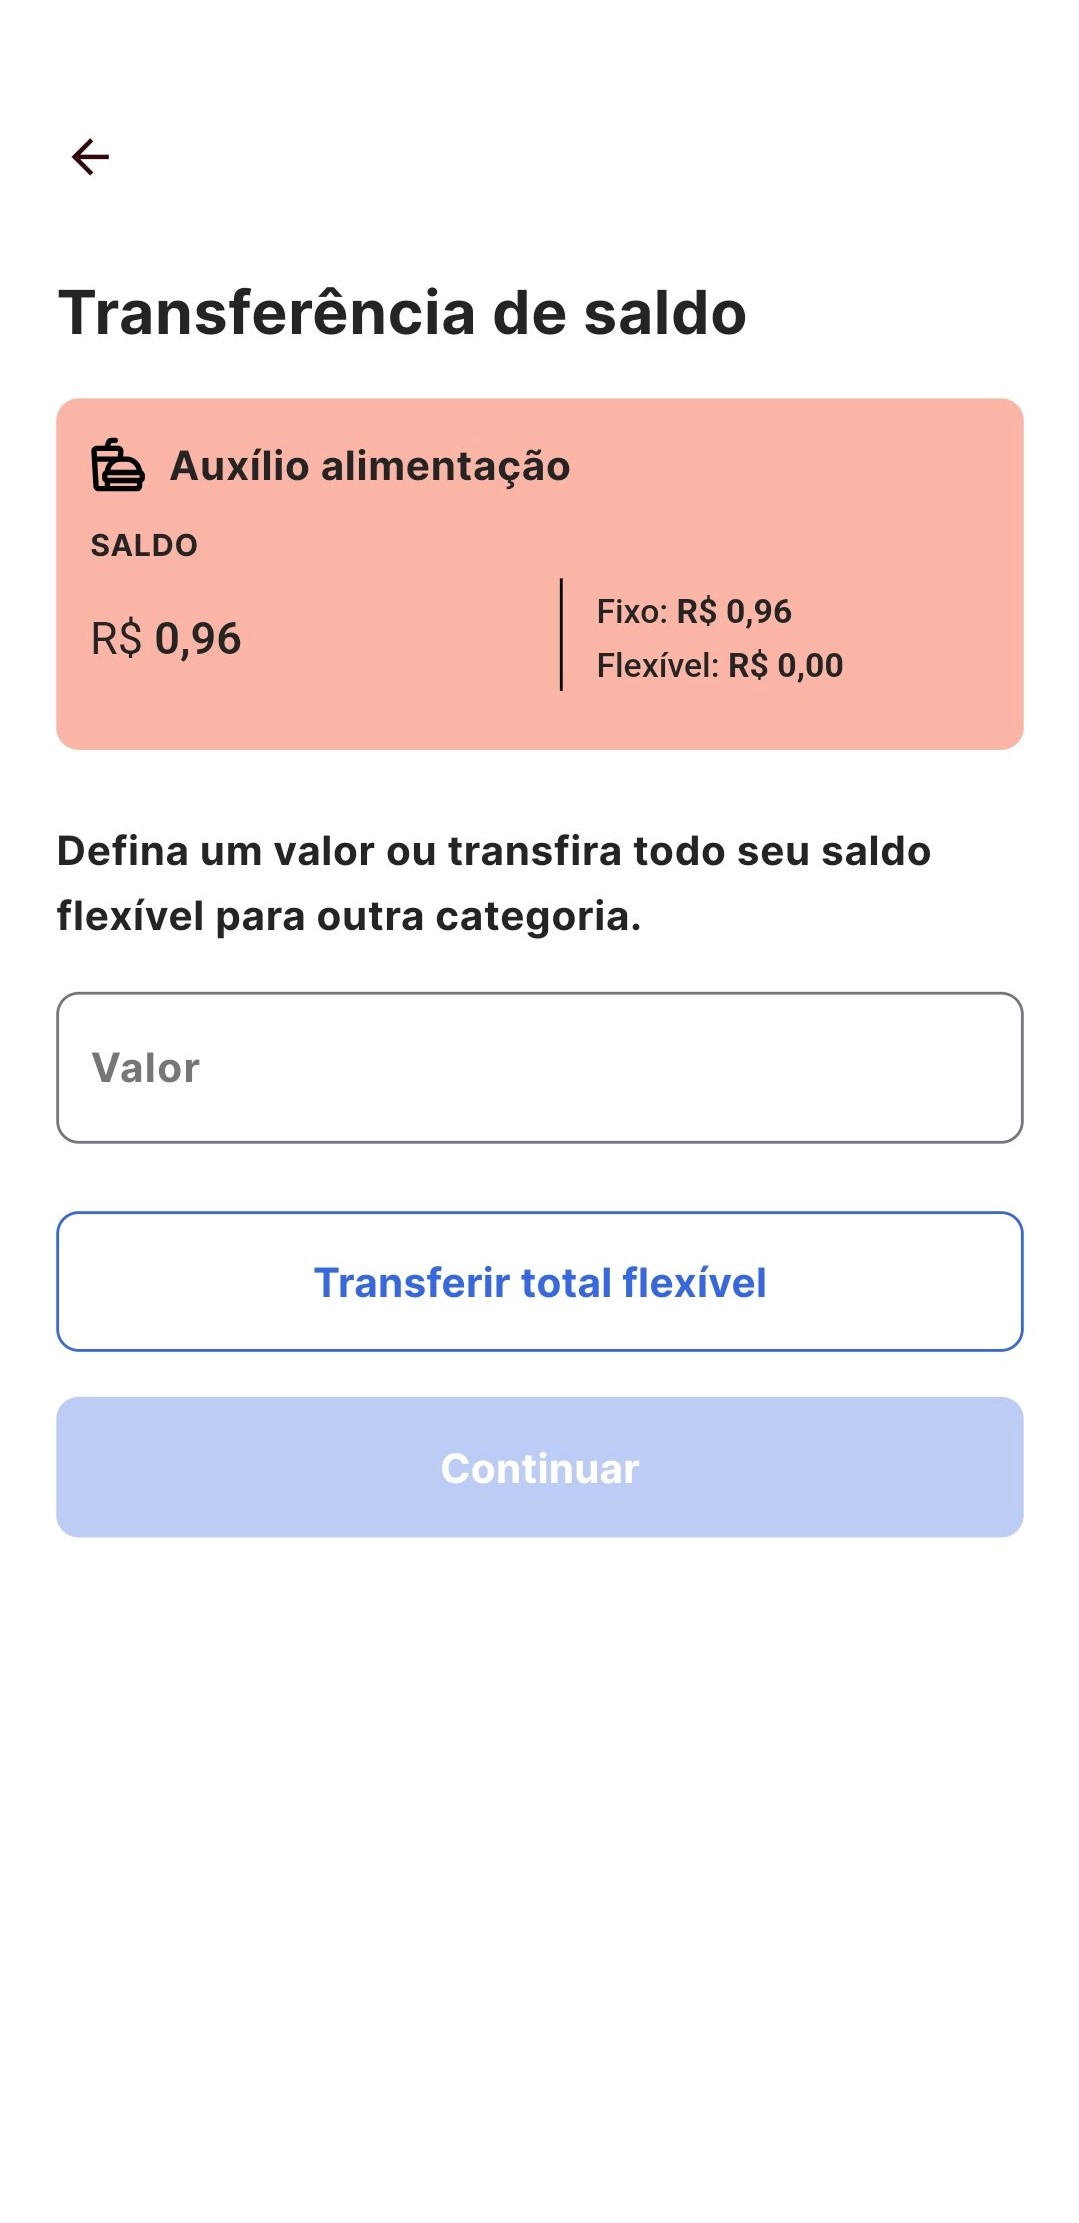 Transferência de saldo
Auxílio alimentação
SALDO
R$ 0,96
Fixo: R$ 0,96
Flexível: R$ 0,00
Defina um valor ou transfira todo seu saldo
flexível para outra categoria.
Valor
Transferir total flexível
Continuar